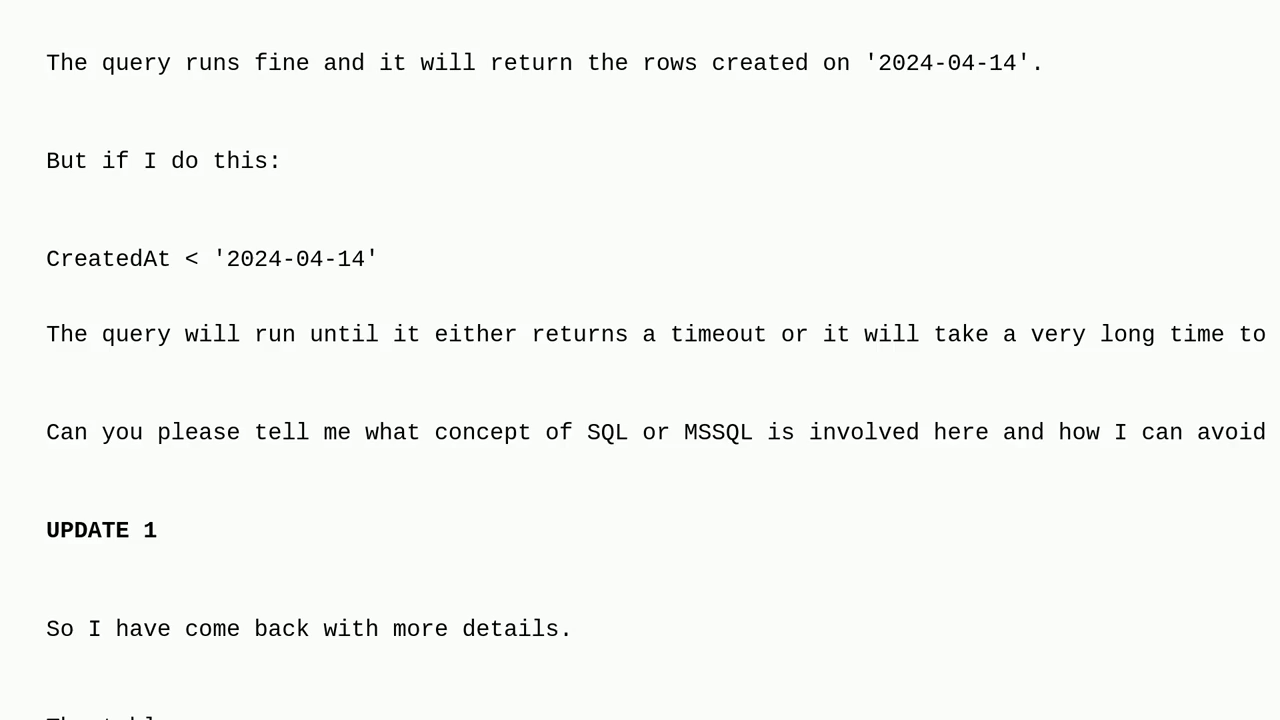 The query runs fine and it will return the rows created on '2024-04-14'.
But if I do this:
CreatedAt < '2024-04-14'
The query will run until it either returns a timeout or it will take a very long time to
Can you please tell me what concept of SQL or MSSQL is involved here and how I can avoid
UPDATE 1
So I have come back with more details.